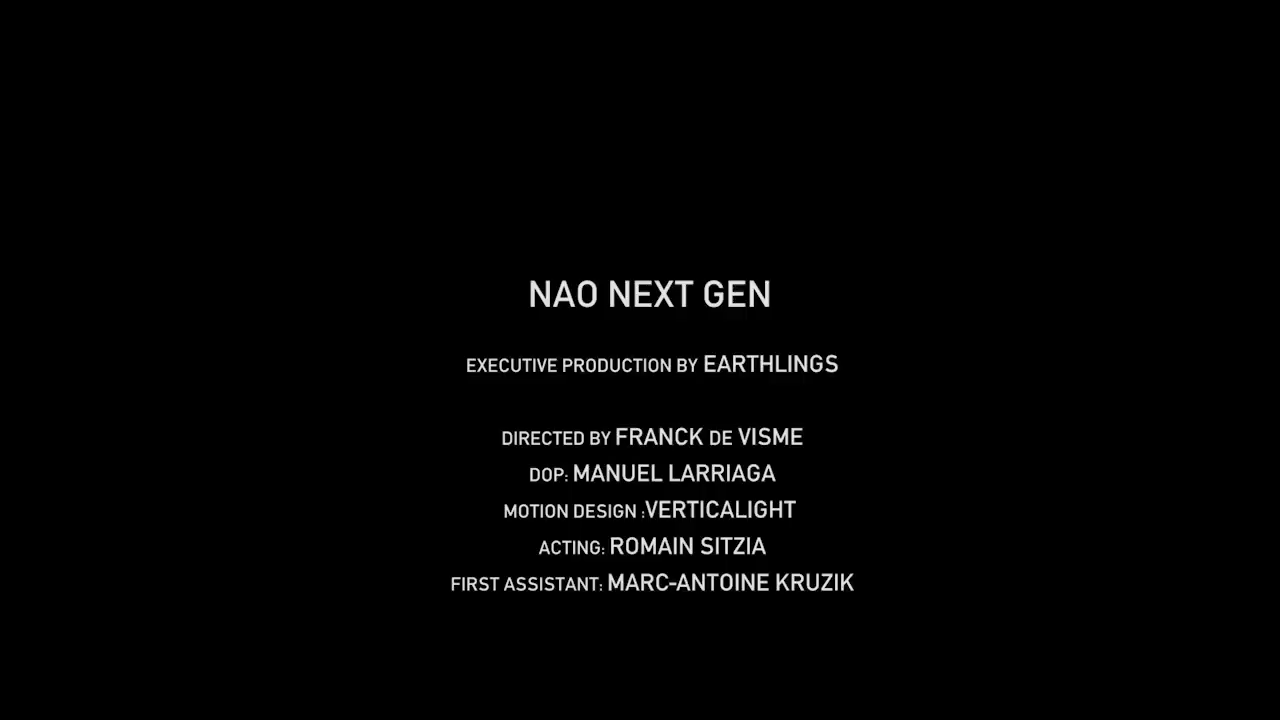 NAO NEXT GEN
EXECUTIVE PRODUCTION BY EARTHLINGS
DIRECTED BY FRANCK DE VISME
DOP: MANUEL LARRIAGA
MOTION DESIGN :VERTICALIGHT
ACTING: ROMAIN SITZIA
FIRST ASSISTANT: MARC-ANTOINE KRUZIK